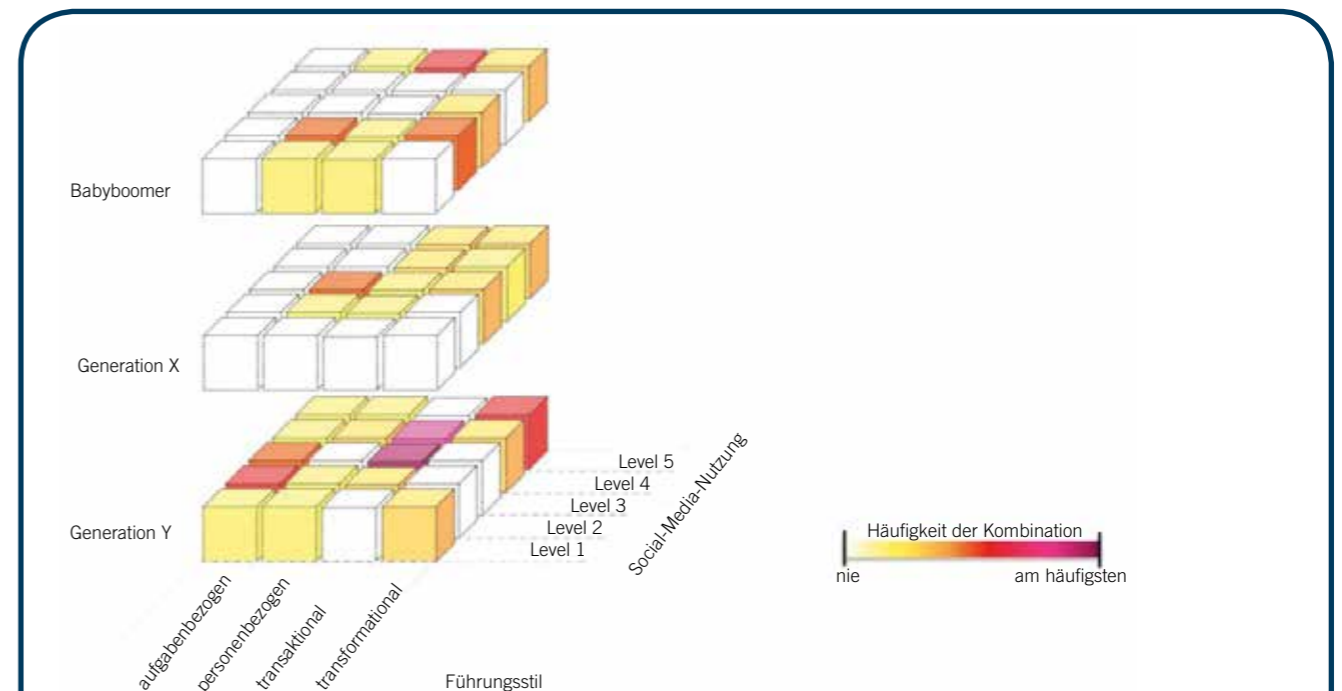 Babyboomer
Generation X
Generation Y
Level 5
Level 4
Level 3
Level 2
Level 1
Social-Media-Nutzung
aufgabenbezogen
personenbezogen
transaktional
transformational
Führungsstil
Häufigkeit der Kombination
nie
am häufigsten